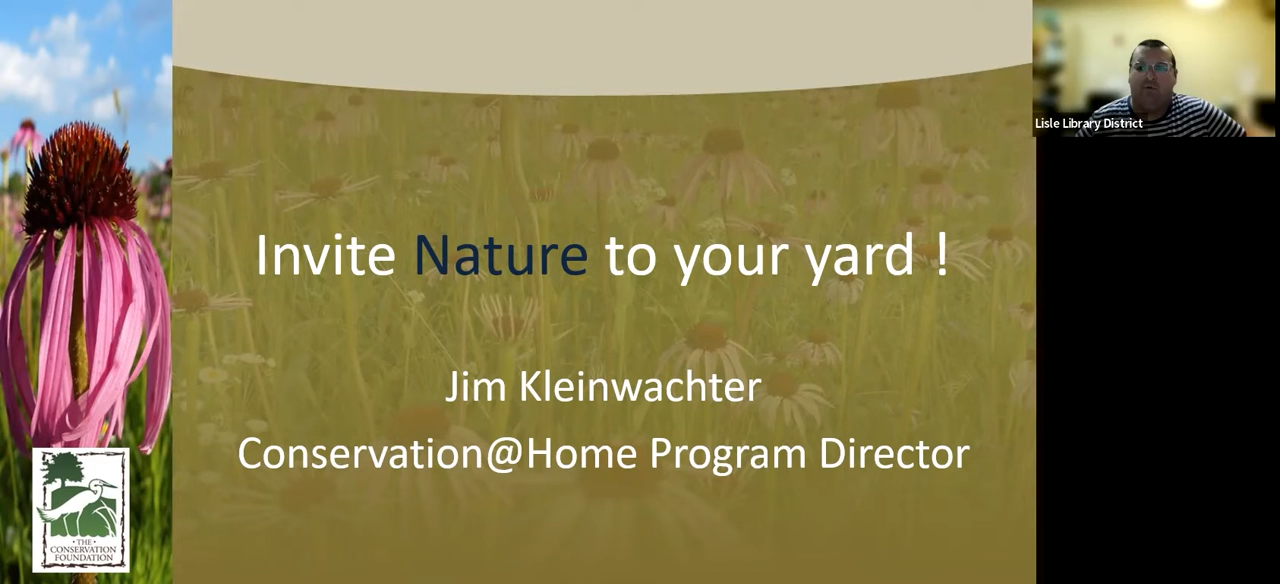 Invite Nature to your yard !
Jim Kleinwachter
Conservation@Home Program Director
Lisle Library District
• THE •
CONSERVATION
FOUNDATION